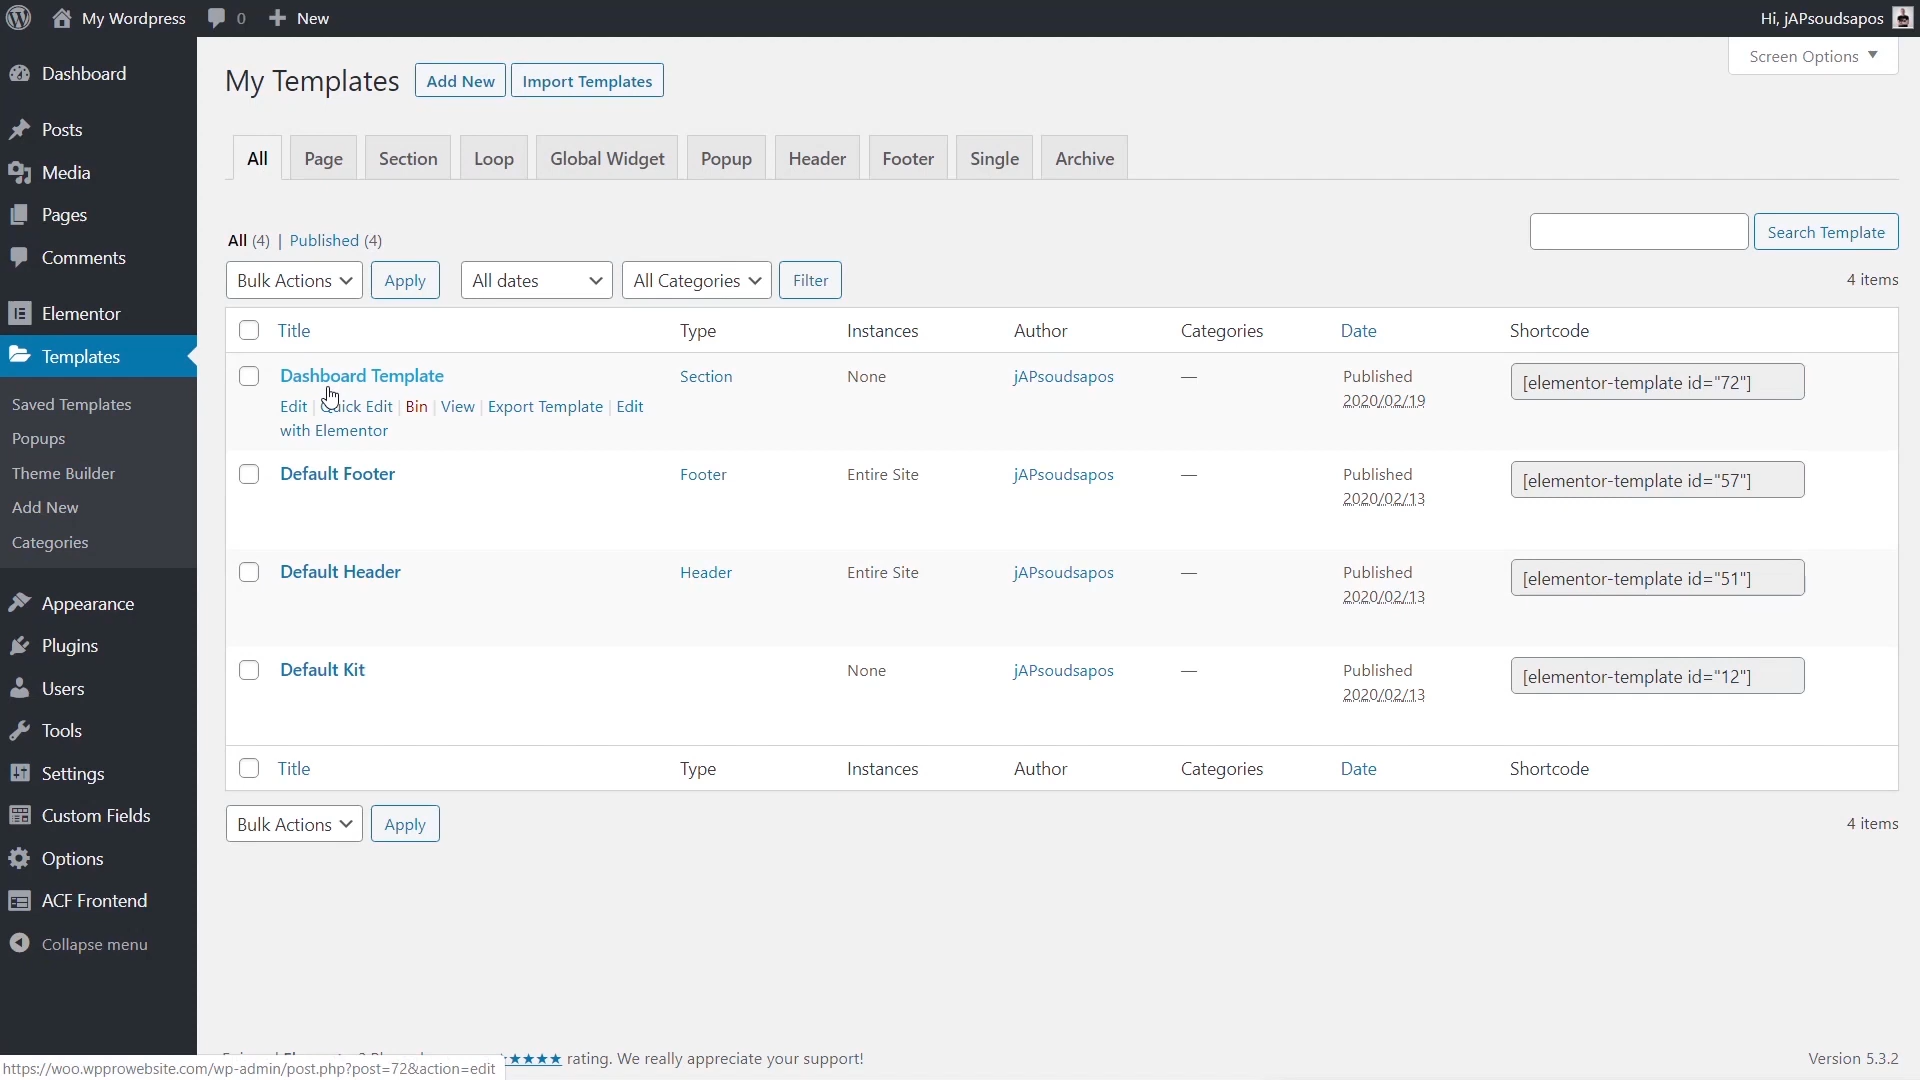 My Wordpress 0 New Hi, jAPsoudsapos
Screen Options
Dashboard
Posts
Media
Pages
Comments
Elementor
Templates
Saved Templates
Popups
Theme Builder
Add New
Categories
Appearance
Plugins
Users
Tools
Settings
Custom Fields
Options
ACF Frontend
Collapse menu
My Templates Add New Import Templates
All Page Section Loop Global Widget Popup Header Footer Single Archive
All (4) | Published (4)
Search Template
Bulk Actions Apply All dates All Categories Filter 4 items
Title Type Instances Author Categories Date Shortcode
Dashboard Template Section None jAPsoudsapos — Published [elementor-template id="72"]
2020/02/19
Edit | Quick Edit | Bin | View | Export Template | Edit
with Elementor
Default Footer Footer Entire Site jAPsoudsapos — Published [elementor-template id="57"]
2020/02/13
Default Header Header Entire Site jAPsoudsapos — Published [elementor-template id="51"]
2020/02/13
Default Kit None jAPsoudsapos — Published [elementor-template id="12"]
2020/02/13
Title Type Instances Author Categories Date Shortcode
Bulk Actions Apply 4 items
★★★★ rating. We really appreciate your support! Version 5.3.2
https://woo.wpprowebsite.com/wp-admin/post.php?post=72&action=edit